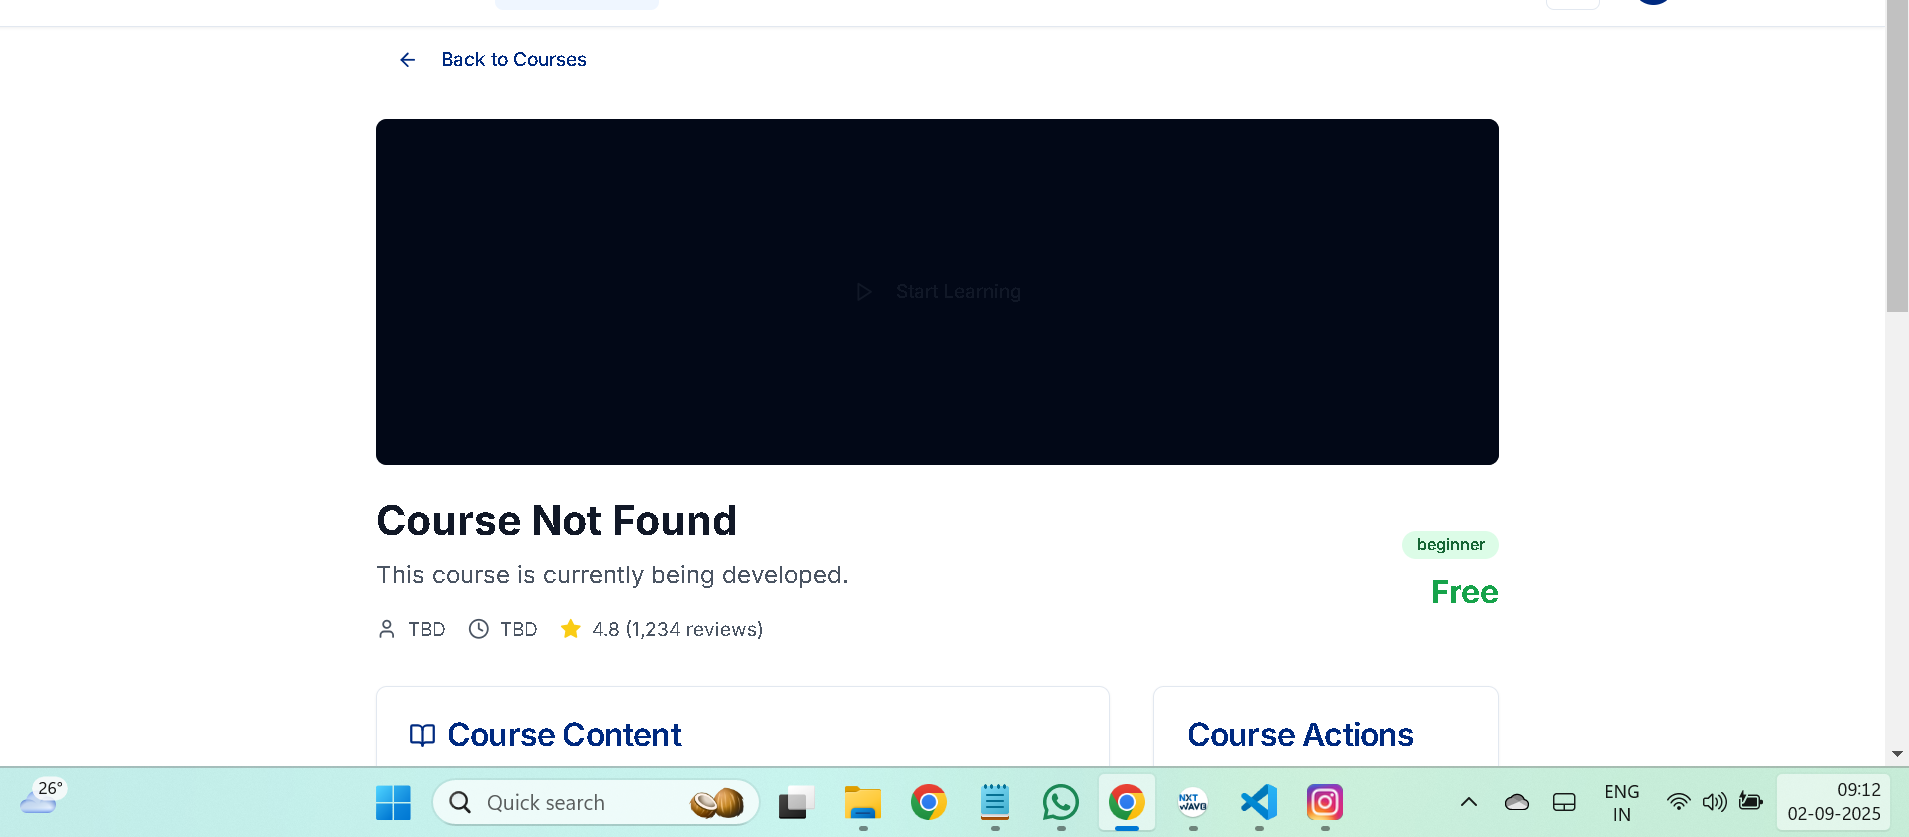 Back to Courses
Start Learning
Course Not Found
This course is currently being developed.
TBD TBD 4.8 (1,234 reviews)
beginner
Free
Course Content
Course Actions
26°
Quick search
NXT
WAVE
ENG
IN
09:12
02-09-2025